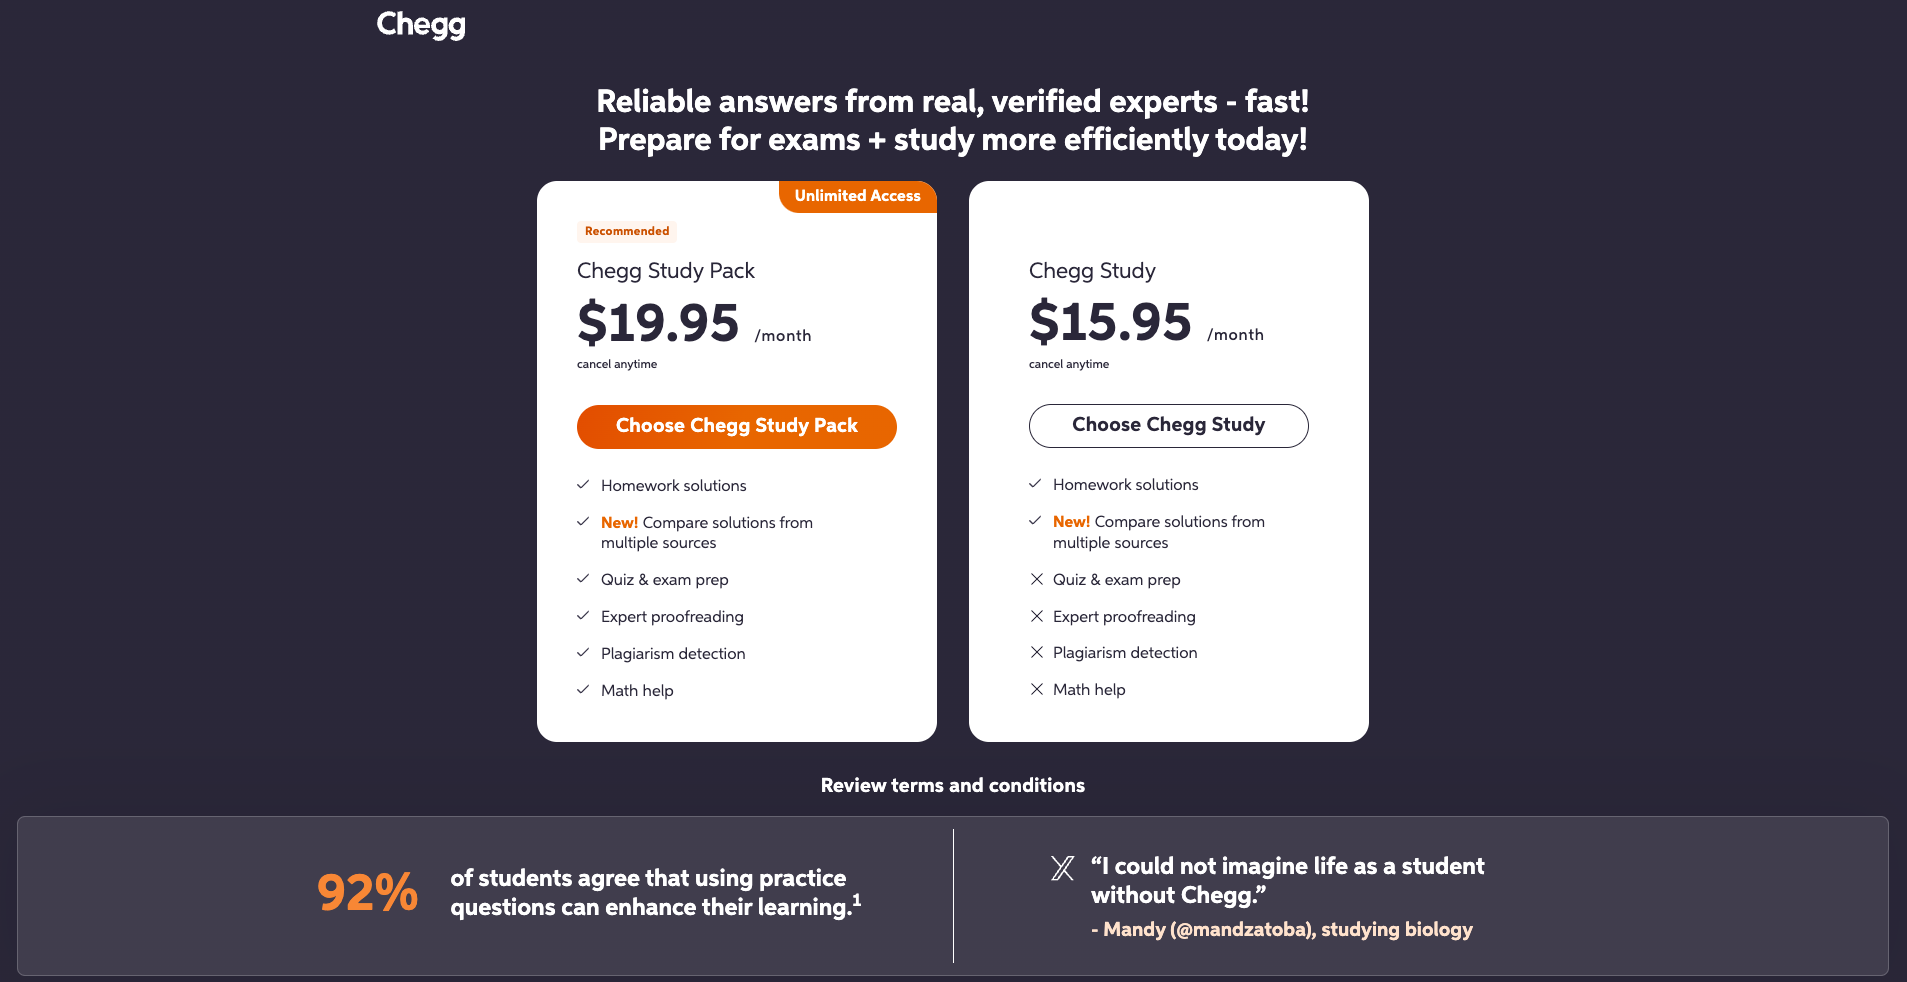 Chegg
Reliable answers from real, verified experts - fast!
Prepare for exams + study more efficiently today!
Unlimited Access
Recommended
Chegg Study Pack
$19.95 /month
cancel anytime
Choose Chegg Study Pack
Homework solutions
New! Compare solutions from
multiple sources
Quiz & exam prep
Expert proofreading
Plagiarism detection
Math help
Chegg Study
$15.95 /month
cancel anytime
Choose Chegg Study
Homework solutions
New! Compare solutions from
multiple sources
Quiz & exam prep
Expert proofreading
Plagiarism detection
Math help
Review terms and conditions
92%
of students agree that using practice
questions can enhance their learning.1
“I could not imagine life as a student
without Chegg.”
- Mandy (@mandzatoba), studying biology